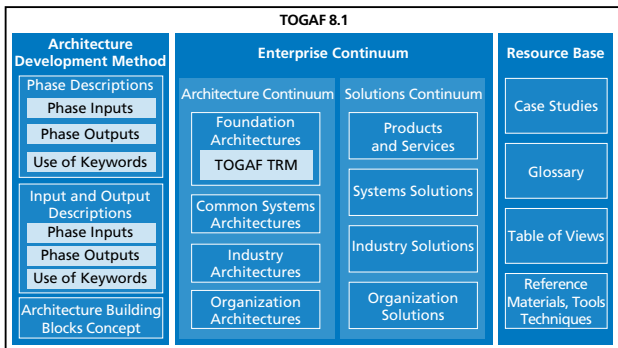 TOGAF 8.1
Architecture
Development Method
Phase Descriptions
Phase Inputs
Phase Outputs
Use of Keywords
Input and Output
Descriptions
Phase Inputs
Phase Outputs
Use of Keywords
Architecture Building
Blocks Concept
Enterprise Continuum
Architecture Continuum
Foundation
Architectures
TOGAF TRM
Common Systems
Architectures
Industry
Architectures
Organization
Architectures
Solutions Continuum
Products
and Services
Systems Solutions
Industry Solutions
Organization
Solutions
Resource Base
Case Studies
Glossary
Table of Views
Reference
Materials, Tools
Techniques